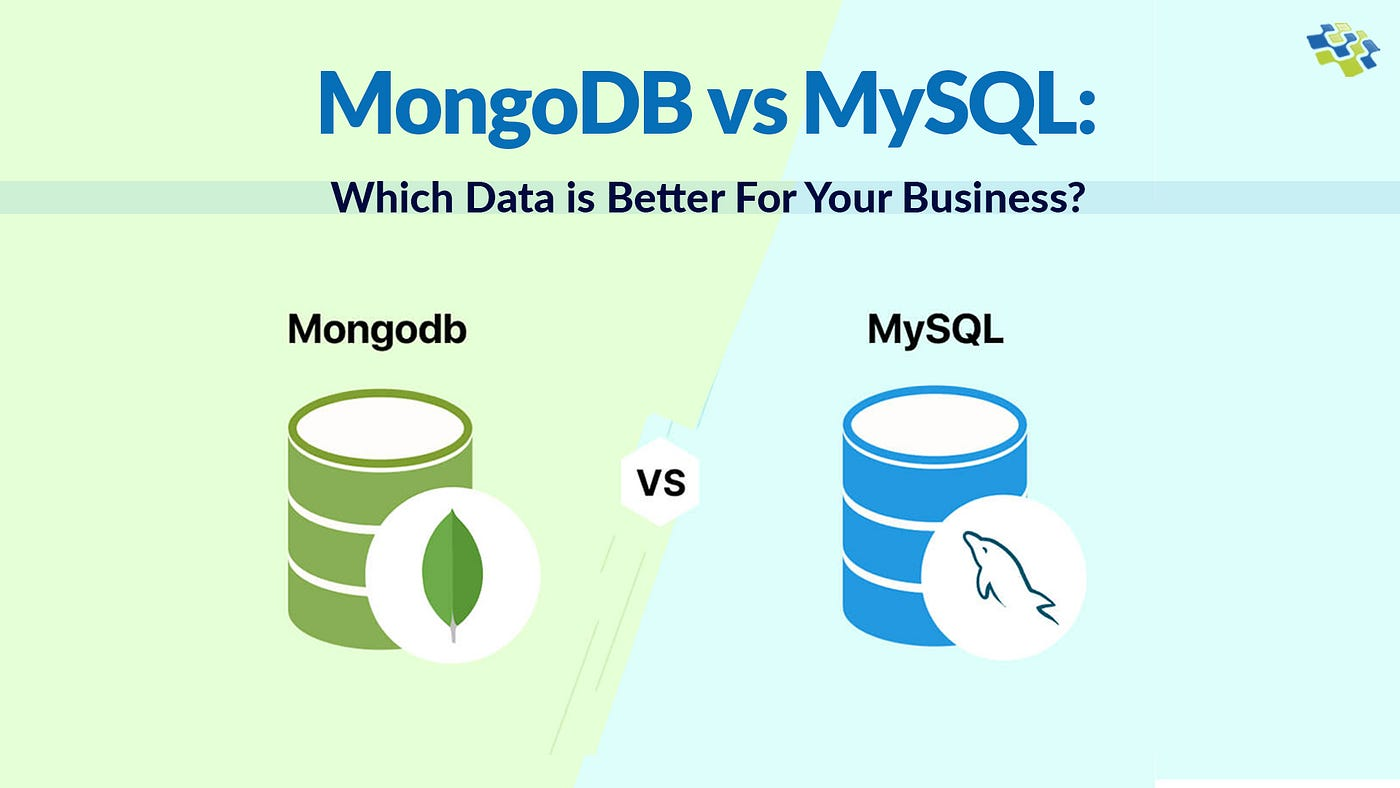 MongoDB vs MySQL:
Which Data is Better For Your Business?
Mongodb
MySQL
VS